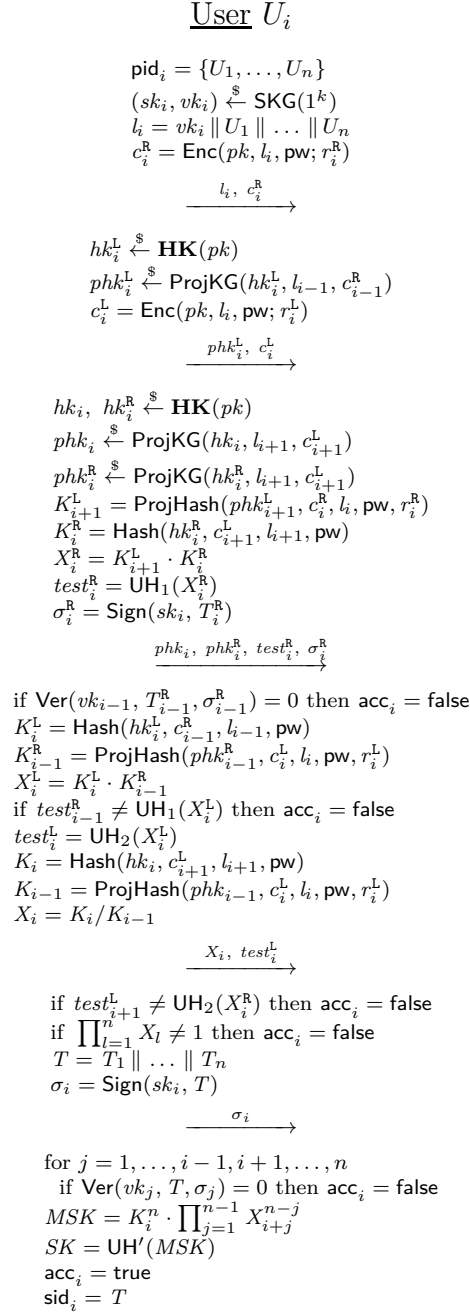 User U_i
pid_i = {U_1, . . . , U_n}
(sk_i, vk_i) ←$ SKG(1^k)
l_i = vk_i ∥ U_1 ∥ . . . ∥ U_n
c_i^R = Enc(pk, l_i, pw; r_i^R)
l_i, c_i^R
hk_i^L ←$ HK(pk)
phk_i^L ←$ ProjKG(hk_i^L, l_{i−1}, c_{i−1}^R)
c_i^L = Enc(pk, l_i, pw; r_i^L)
phk_i^L, c_i^L
hk_i, hk_i^R ←$ HK(pk)
phk_i ←$ ProjKG(hk_i, l_{i+1}, c_{i+1}^L)
phk_i^R ←$ ProjKG(hk_i^R, l_{i+1}, c_{i+1}^L)
K_{i+1}^L = ProjHash(phk_{i+1}^L, c_i^R, l_i, pw, r_i^R)
K_i^R = Hash(hk_i^R, c_{i+1}^L, l_{i+1}, pw)
X_i^R = K_{i+1}^L · K_i^R
test_i^R = UH_1(X_i^R)
σ_i^R = Sign(sk_i, T_i^R)
phk_i, phk_i^R, test_i^R, σ_i^R
if Ver(vk_{i−1}, T_{i−1}^R, σ_{i−1}^R) = 0 then acc_i = false
K_i^L = Hash(hk_i^L, c_{i−1}^R, l_{i−1}, pw)
K_{i−1}^R = ProjHash(phk_{i−1}^R, c_i^L, l_i, pw, r_i^L)
X_i^L = K_i^L · K_{i−1}^R
if test_{i−1}^R ≠ UH_1(X_i^L) then acc_i = false
test_i^L = UH_2(X_i^L)
K_i = Hash(hk_i, c_{i+1}^L, l_{i+1}, pw)
K_{i−1} = ProjHash(phk_{i−1}, c_i^L, l_i, pw, r_i^L)
X_i = K_i/K_{i−1}
X_i, test_i^L
if test_{i+1}^L ≠ UH_2(X_i^R) then acc_i = false
if ∏_{l=1}^n X_l ≠ 1 then acc_i = false
T = T_1 ∥ . . . ∥ T_n
σ_i = Sign(sk_i, T)
σ_i
for j = 1, . . . , i − 1, i + 1, . . . , n
if Ver(vk_j, T, σ_j) = 0 then acc_i = false
MSK = K_i^n · ∏_{j=1}^{n−1} X_{i+j}^{n−j}
SK = UH′(MSK)
acc_i = true
sid_i = T